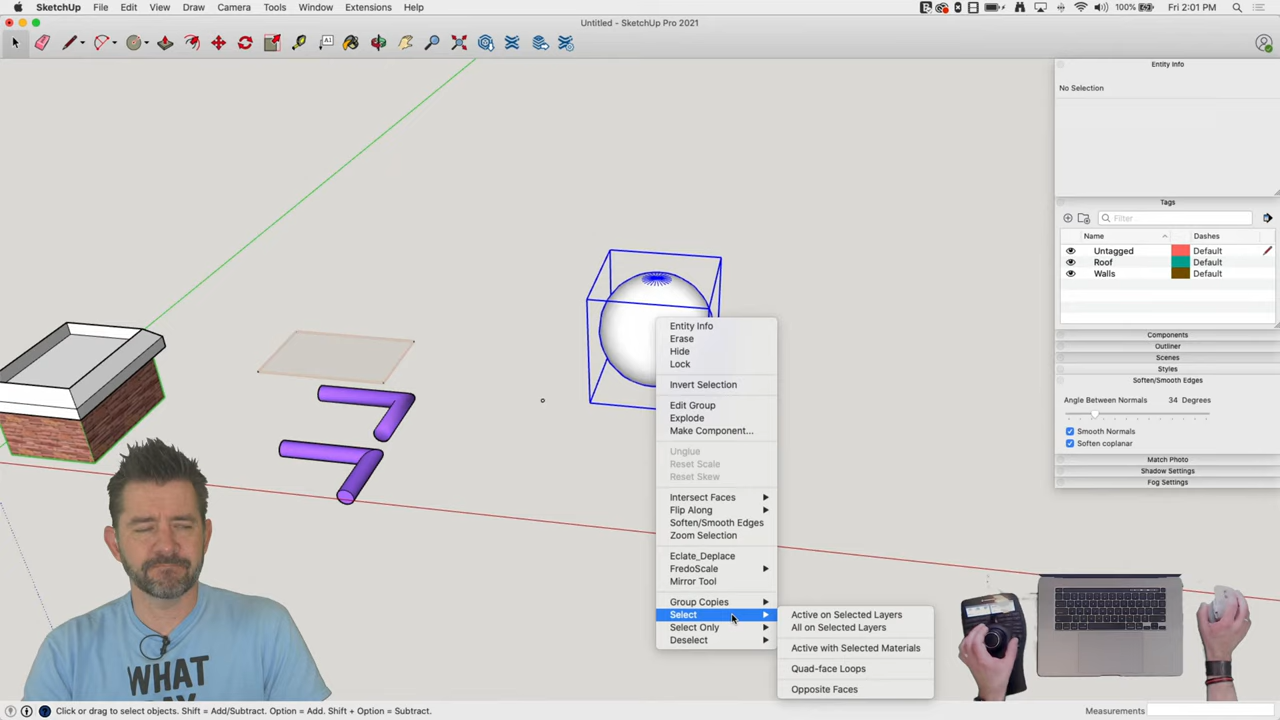 SketchUp File Edit View Draw Camera Tools Window Extensions Help
100% Fri 2:01 PM
Untitled - SketchUp Pro 2021
A1
Entity Info
No Selection
Tags
Filter
Name Dashes
Untagged Default
Roof Default
Walls Default
Components
Outliner
Scenes
Styles
Soften/Smooth Edges
Angle Between Normals 34 Degrees
Smooth Normals
Soften coplanar
Match Photo
Shadow Settings
Fog Settings
Entity Info
Erase
Hide
Lock
Invert Selection
Edit Group
Explode
Make Component...
Unglue
Reset Scale
Reset Skew
Intersect Faces
Flip Along
Soften/Smooth Edges
Zoom Selection
Eclate_Deplace
FredoScale
Mirror Tool
Group Copies
Select
Select Only
Deselect
Active on Selected Layers
All on Selected Layers
Active with Selected Materials
Quad-face Loops
Opposite Faces
WHAT
Click or drag to select objects. Shift = Add/Subtract. Option = Add. Shift + Option = Subtract.
Measurements